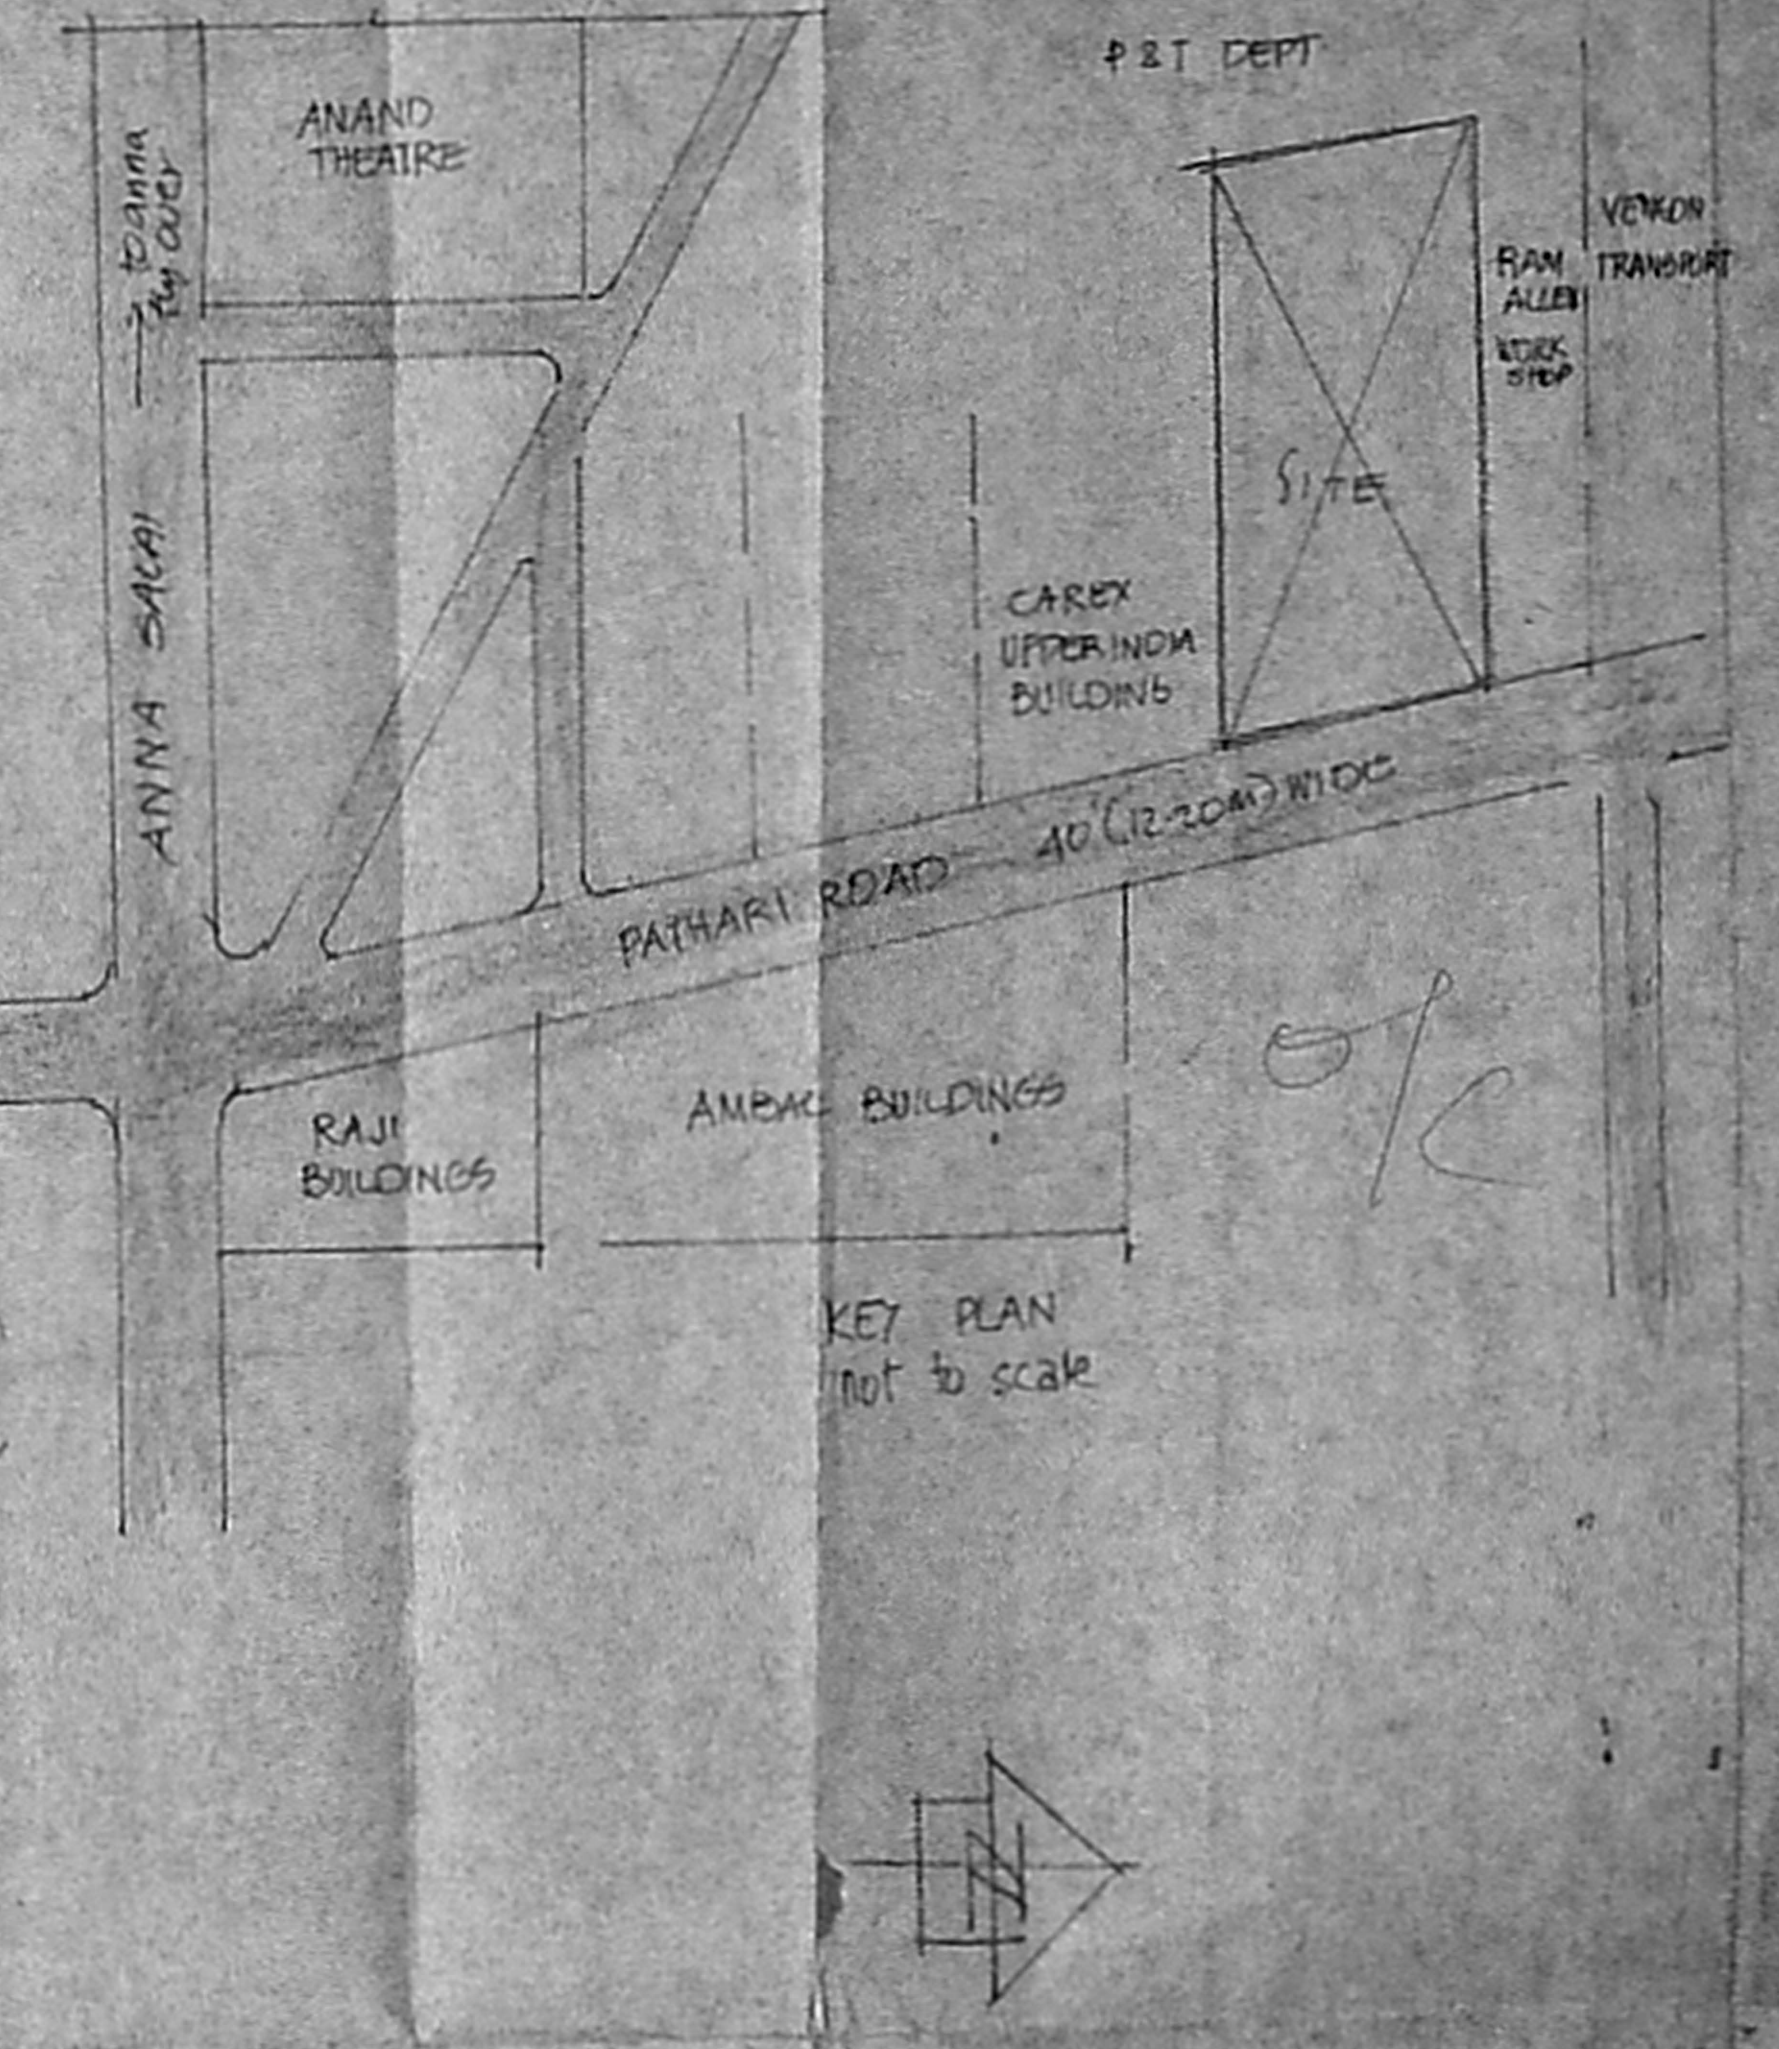 P & T DEPT
ANAND
THEATRE
→ to anna
fly over
VENKON
TRANSPORT
RAM
ALLEN
WORK
SHOP
SITE
ANNA SALAI
CAREX
UPPER INDIA
BUILDING
PATHARI ROAD 40'(12-20M) WIDE
RAJI
BUILDINGS
AMBAL BUILDINGS
O/C
KEY PLAN
not to scale
N